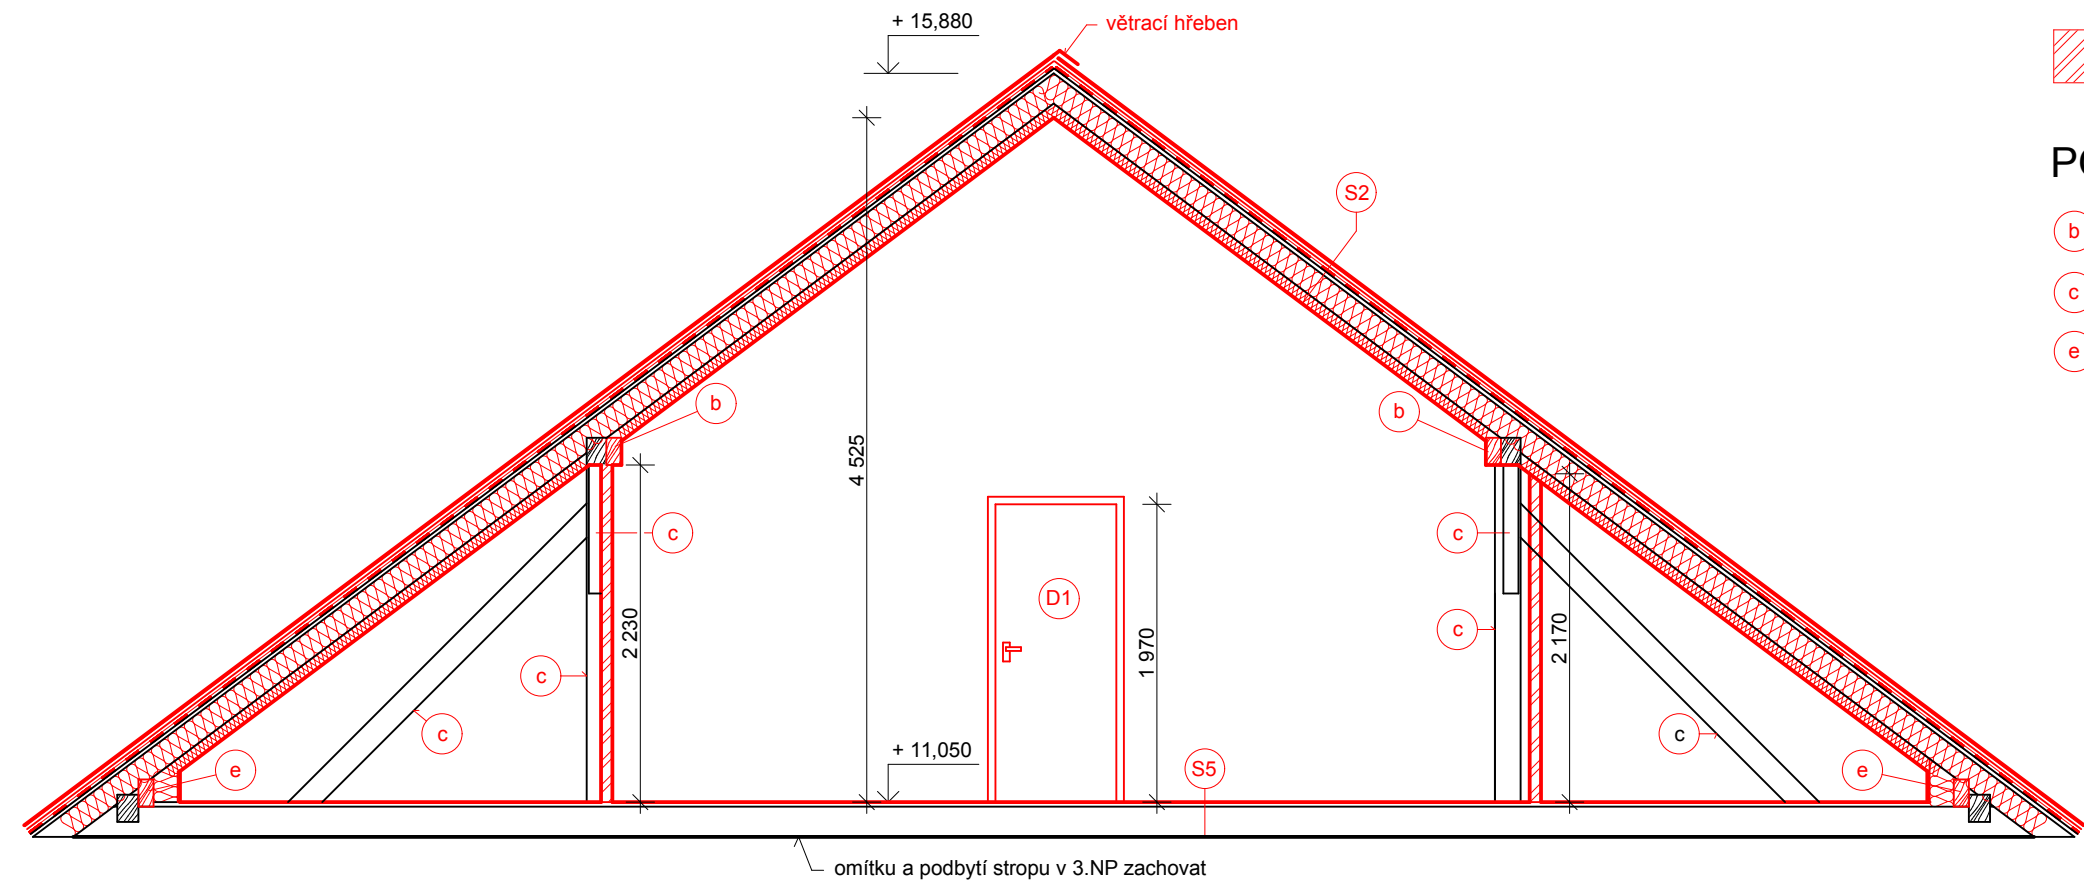 + 15,880
větrací hřeben
PO
S2
b
c
e
b
b
4 525
c
c
D1
2 230
1 970
c
2 170
c
c
c
+ 11,050
S5
e
e
omítku a podbytí stropu v 3.NP zachovat